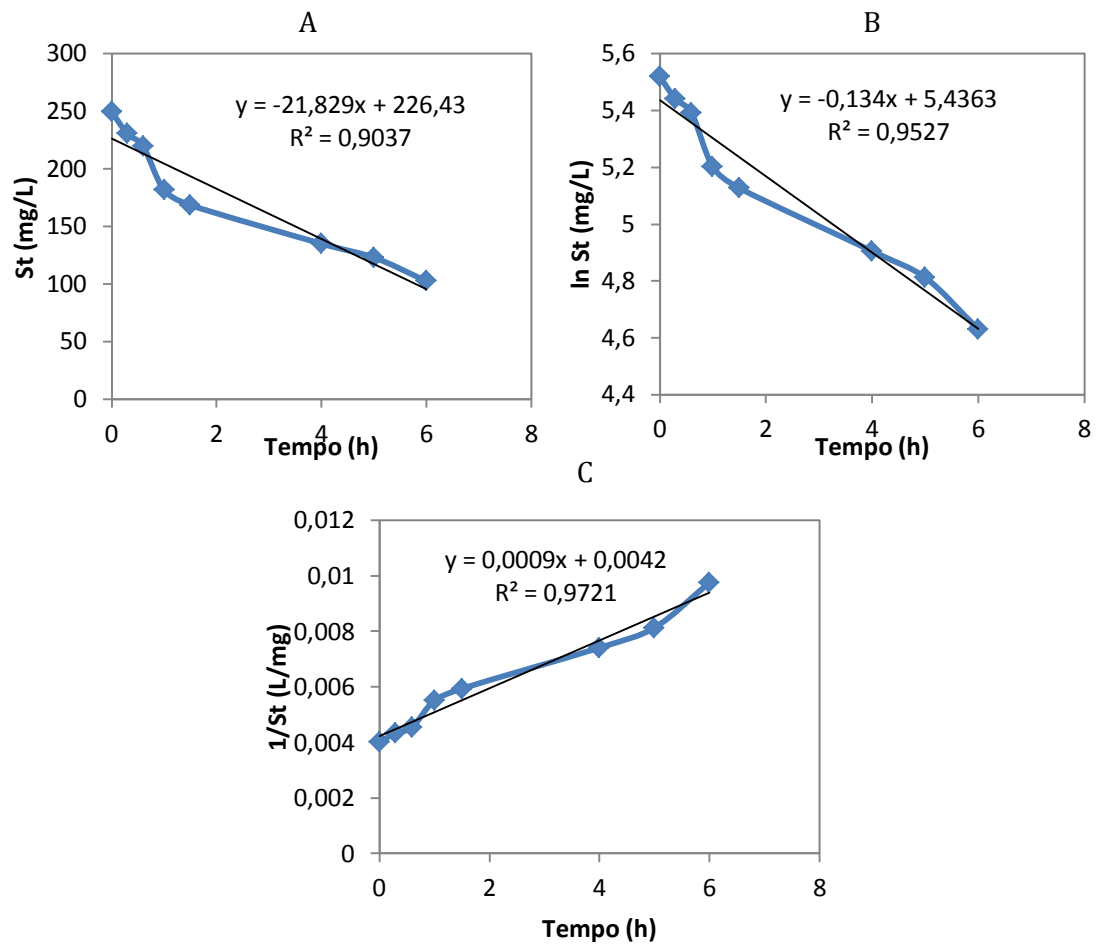 A
300
250
200
150
100
50
0
y = -21,829x + 226,43
R² = 0,9037
St (mg/L)
0 2 4 6 8
Tempo (h)
B
5,6
5,4
5,2
5
4,8
4,6
4,4
y = -0,134x + 5,4363
R² = 0,9527
ln St (mg/L)
0 2 4 6 8
Tempo (h)
C
0,012
0,01
0,008
0,006
0,004
0,002
0
y = 0,0009x + 0,0042
R² = 0,9721
1/St (L/mg)
0 2 4 6 8
Tempo (h)